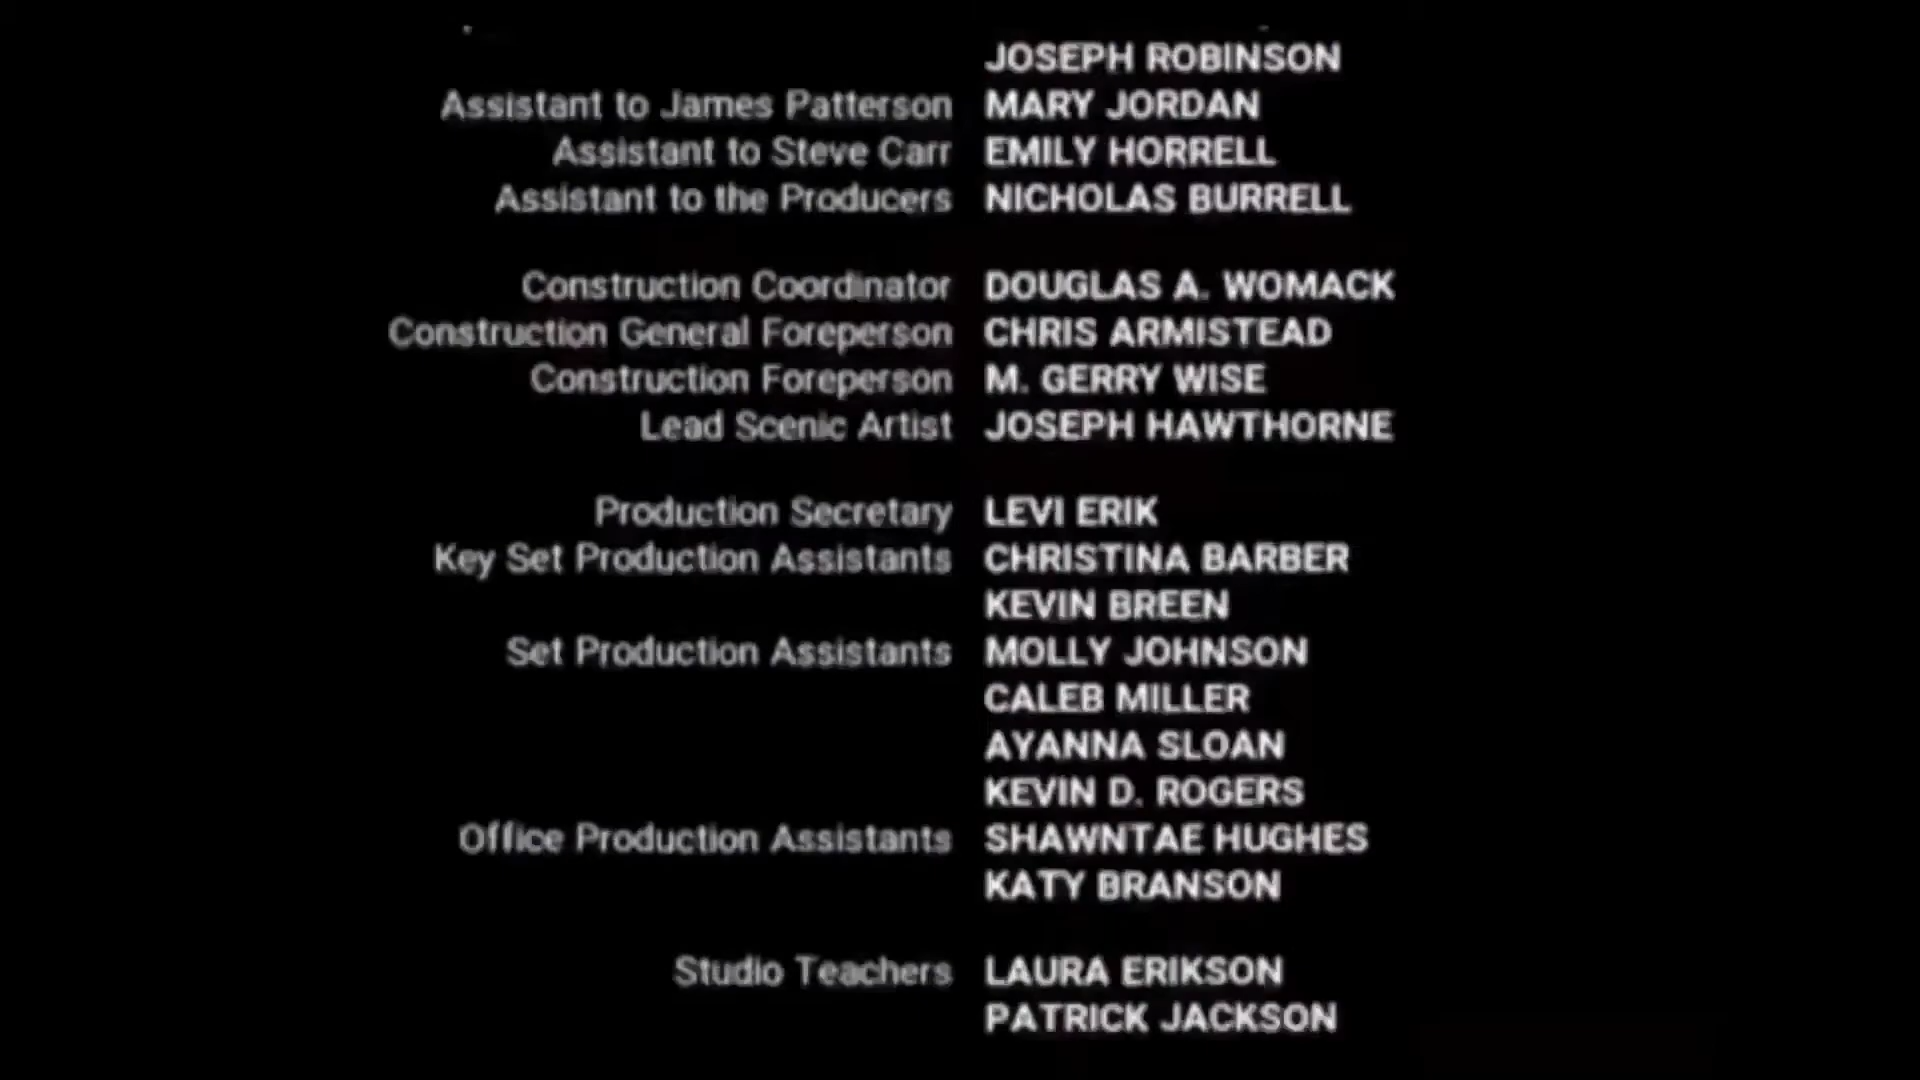 JOSEPH ROBINSON
Assistant to James Patterson MARY JORDAN
Assistant to Steve Carr EMILY HORRELL
Assistant to the Producers NICHOLAS BURRELL
Construction Coordinator DOUGLAS A. WOMACK
Construction General Foreperson CHRIS ARMISTEAD
Construction Foreperson M. GERRY WISE
Lead Scenic Artist JOSEPH HAWTHORNE
Production Secretary LEVI ERIK
Key Set Production Assistants CHRISTINA BARBER
KEVIN BREEN
Set Production Assistants MOLLY JOHNSON
CALEB MILLER
AYANNA SLOAN
KEVIN D. ROGERS
Office Production Assistants SHAWNTAE HUGHES
KATY BRANSON
Studio Teachers LAURA ERIKSON
PATRICK JACKSON